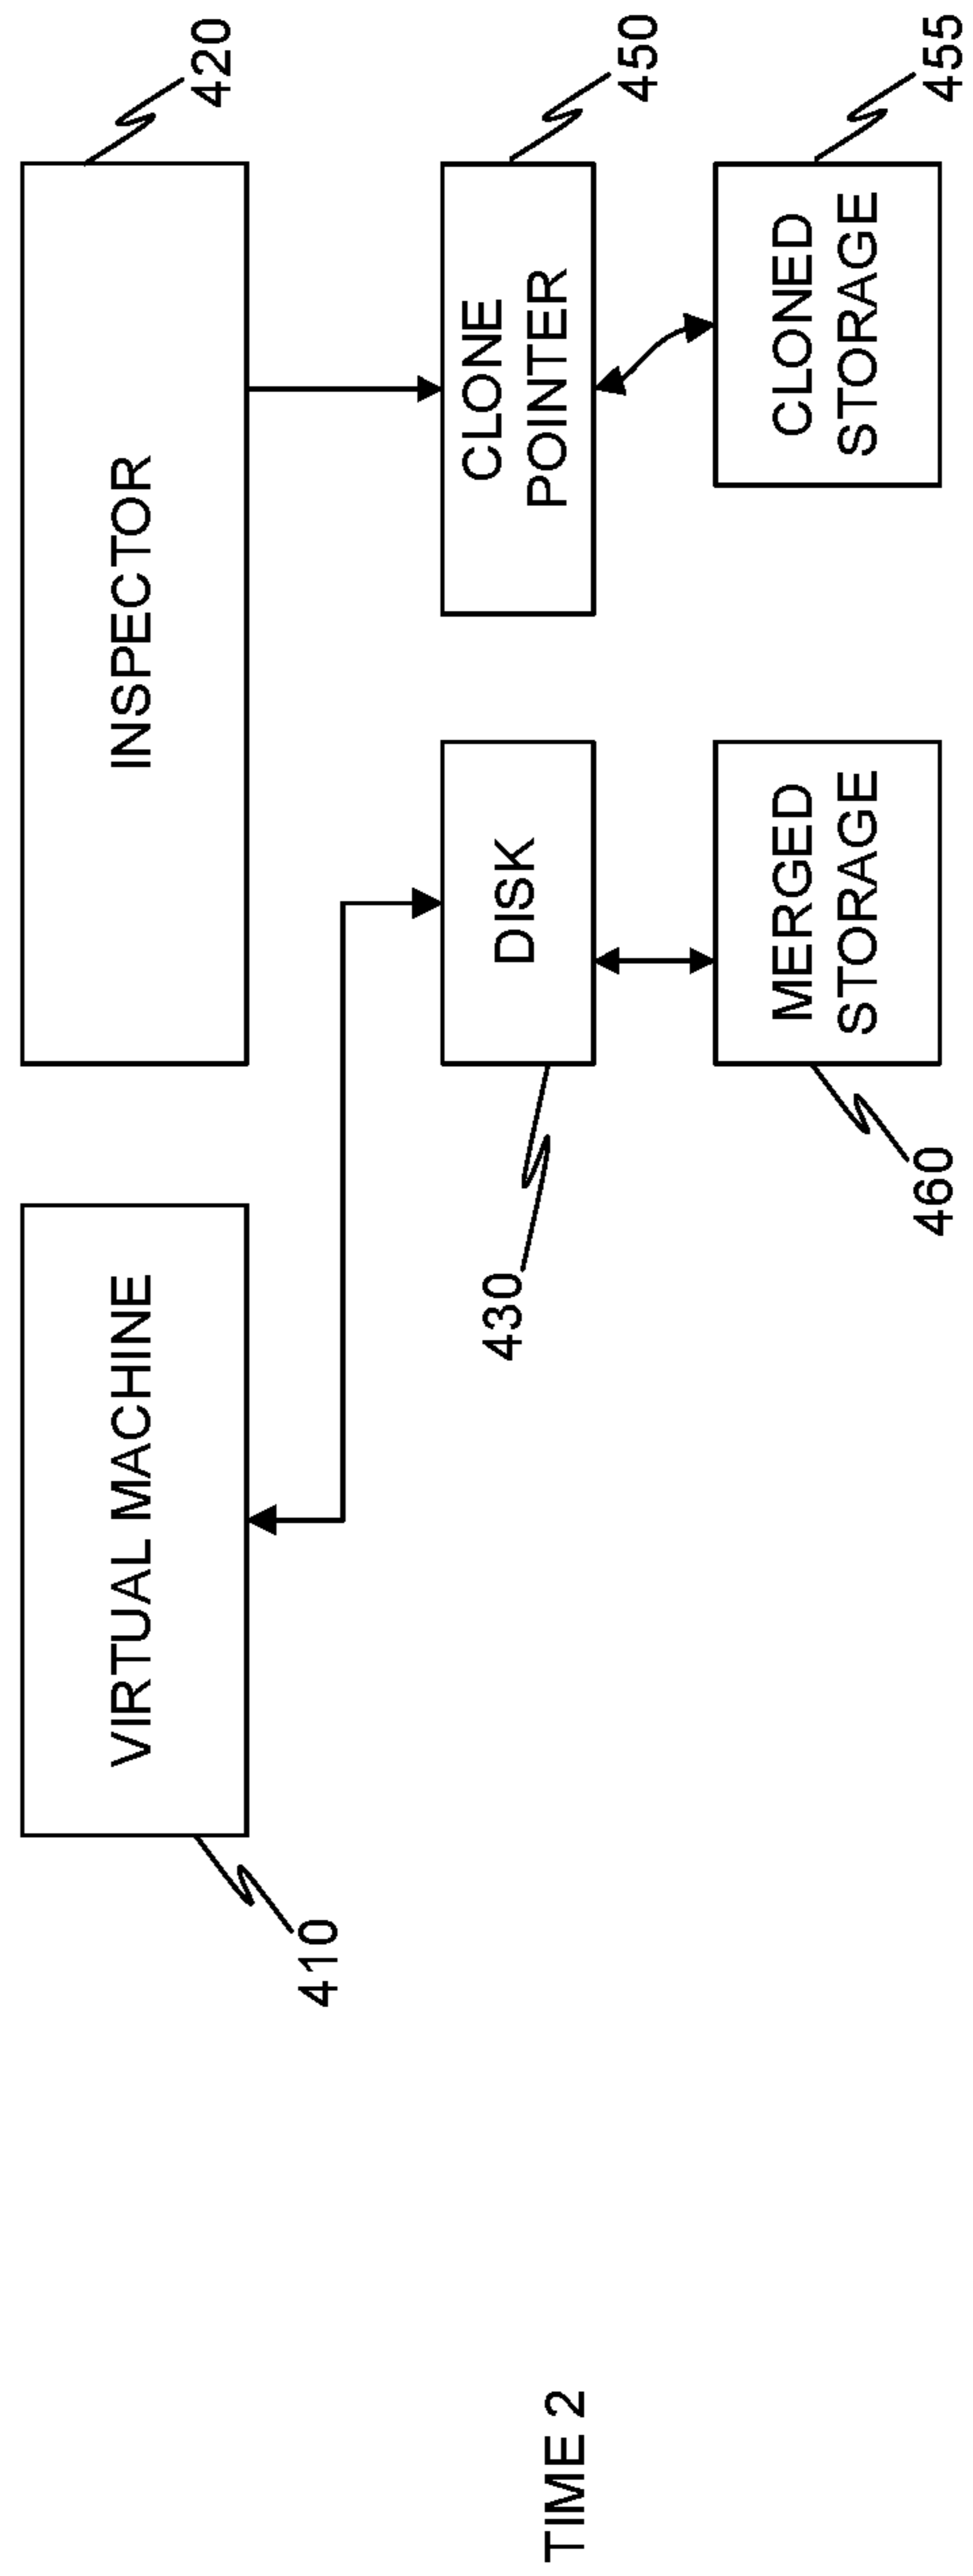 420
VIRTUAL MACHINE
INSPECTOR
410
450
DISK
CLONE
POINTER
430
TIME 2
455
MERGED
STORAGE
CLONED
STORAGE
460